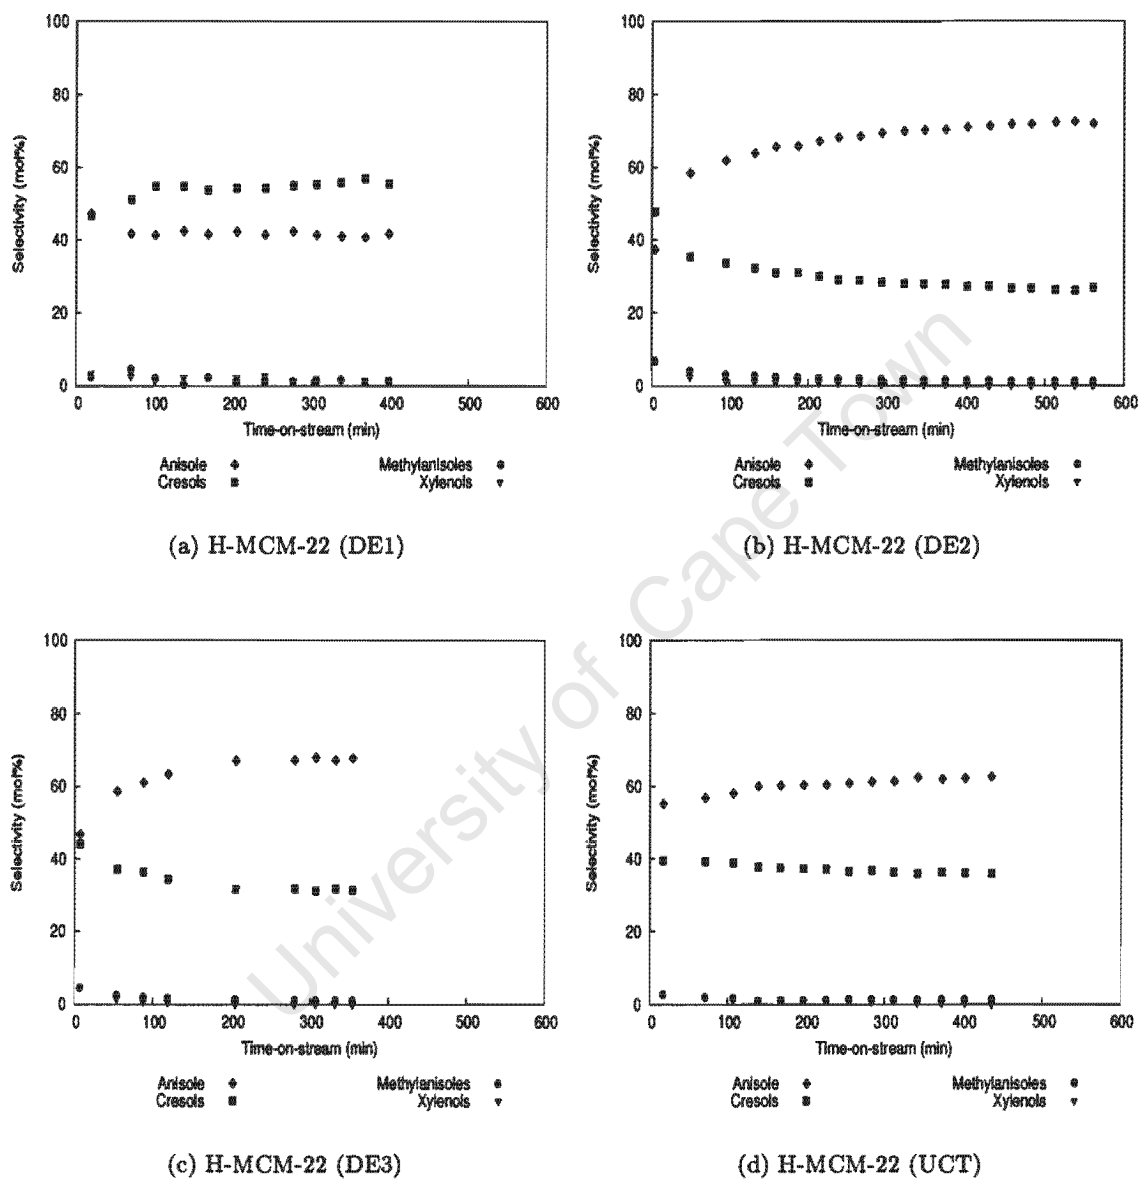 100
80
60
40
20
0
Selectivity (mol%)
0 100 200 300 400 500 600
Time-on-stream (min)
Anisole Methylanisoles
Cresols Xylenols
(a) H-MCM-22 (DE1)
100
80
60
40
20
0
Selectivity (mol%)
0 100 200 300 400 500 600
Time-on-stream (min)
Anisole Methylanisoles
Cresols Xylenols
(b) H-MCM-22 (DE2)
100
80
60
40
20
0
Selectivity (mol%)
0 100 200 300 400 500 600
Time-on-stream (min)
Anisole Methylanisoles
Cresols Xylenols
(c) H-MCM-22 (DE3)
100
80
60
40
20
0
Selectivity (mol%)
0 100 200 300 400 500 600
Time-on-stream (min)
Anisole Methylanisoles
Cresols Xylenols
(d) H-MCM-22 (UCT)
University of Cape Town